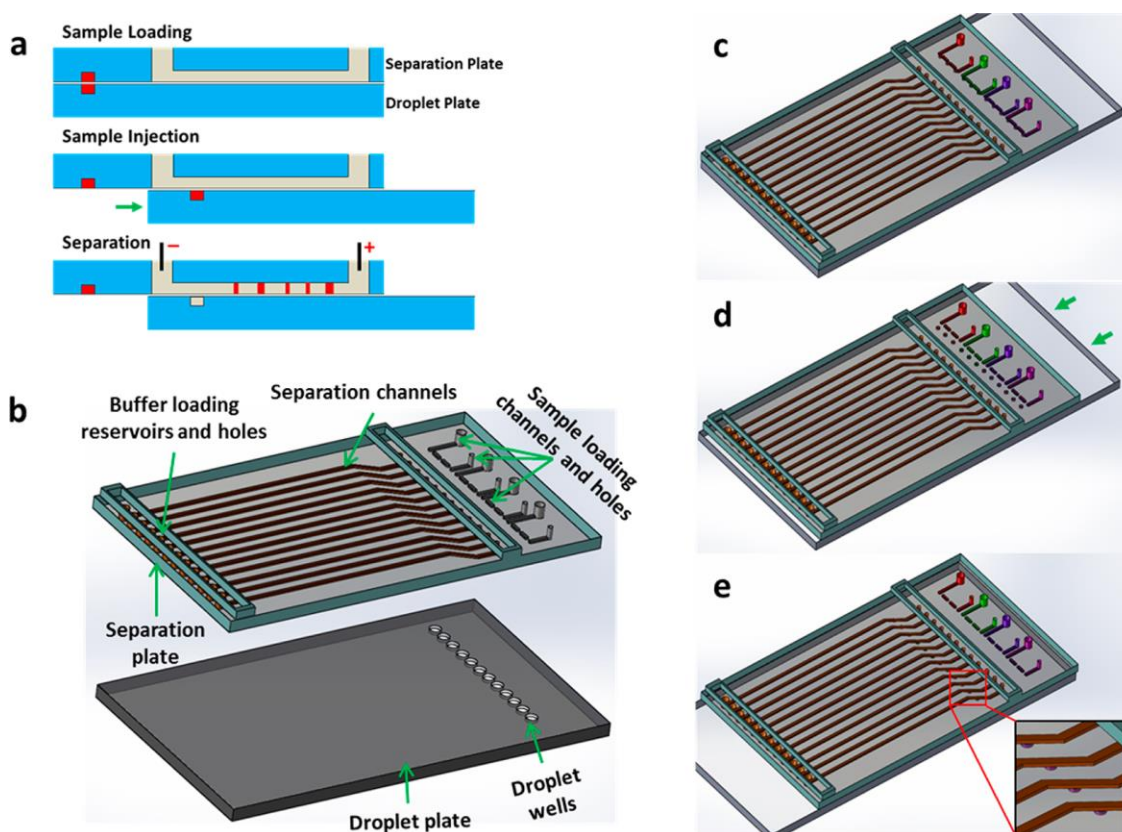 a
Sample Loading
Separation Plate
Droplet Plate
Sample Injection
Separation
− +
b
Separation channels
Buffer loading
reservoirs and holes
Sample loading
channels and holes
Separation
plate
Droplet plate
Droplet
wells
c
d
e